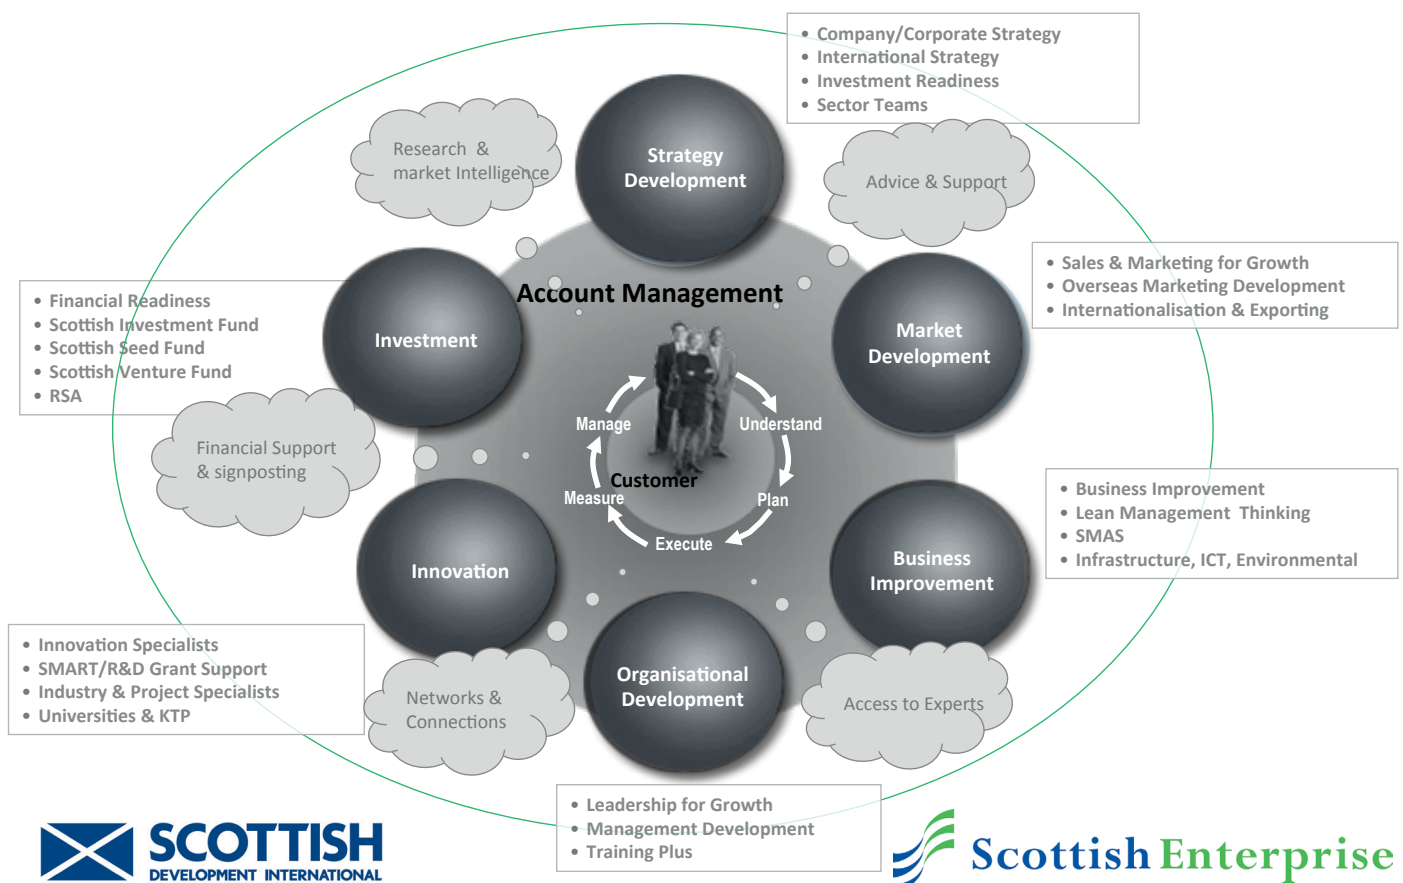 • Company/Corporate Strategy
• International Strategy
• Investment Readiness
• Sector Teams
Research &
market Intelligence
Strategy
Development
Advice & Support
• Sales & Marketing for Growth
• Overseas Marketing Development
• Internationalisation & Exporting
Account Management
• Financial Readiness
• Scottish Investment Fund
• Scottish Seed Fund
• Scottish Venture Fund
• RSA
Investment
Market
Development
Manage
Understand
Financial Support
& signposting
Customer
Measure
Plan
Execute
• Business Improvement
• Lean Management Thinking
• SMAS
• Infrastructure, ICT, Environmental
Innovation
Business
Improvement
• Innovation Specialists
• SMART/R&D Grant Support
• Industry & Project Specialists
• Universities & KTP
Networks &
Connections
Organisational
Development
Access to Experts
• Leadership for Growth
• Management Development
• Training Plus
SCOTTISH
DEVELOPMENT INTERNATIONAL
Scottish Enterprise